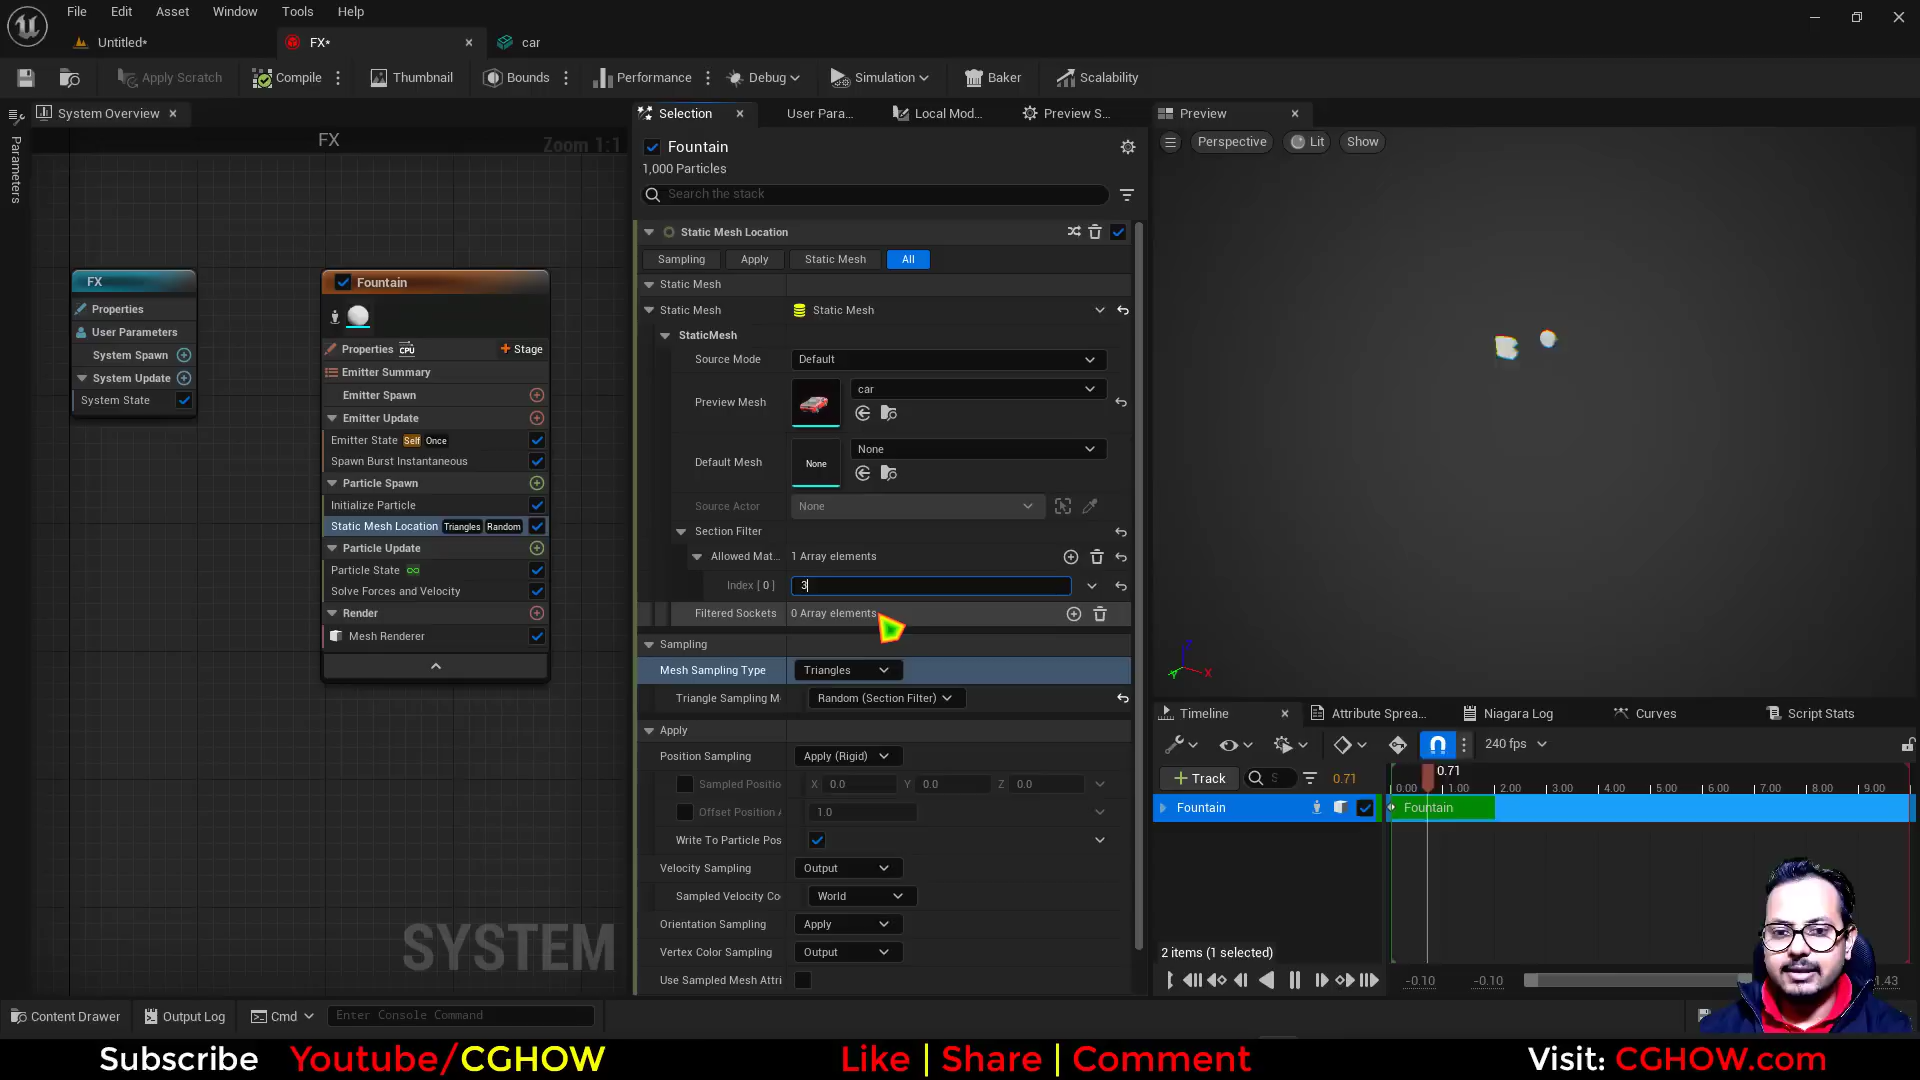 File Edit Asset Window Tools Help
Untitled*
FX*
car
Apply Scratch
Compile
Thumbnail
Bounds
Performance
Debug
Simulation
Baker
Scalability
Parameters
System Overview
FX
Zoom 1:1
FX
Properties
User Parameters
System Spawn
System Update
System State
Fountain
Properties CPU
Stage
Emitter Summary
Emitter Spawn
Emitter Update
Emitter State Self Once
Spawn Burst Instantaneous
Particle Spawn
Initialize Particle
Static Mesh Location Triangles Random
Particle Update
Particle State
Solve Forces and Velocity
Render
Mesh Renderer
SYSTEM
Selection
User Para...
Local Mod...
Preview S...
Fountain
1,000 Particles
Search the stack
Static Mesh Location
Sampling Apply Static Mesh All
Static Mesh
Static Mesh Static Mesh
StaticMesh
Source Mode Default
Preview Mesh car
Default Mesh None None
Source Actor None
Section Filter
Allowed Mat... 1 Array elements
Index [ 0 ] 3
Filtered Sockets 0 Array elements
Sampling
Mesh Sampling Type Triangles
Triangle Sampling M Random (Section Filter)
Apply
Position Sampling Apply (Rigid)
Sampled Positio X 0.0 Y 0.0 Z 0.0
Offset Position 1.0
Write To Particle Pos
Velocity Sampling Output
Sampled Velocity Co World
Orientation Sampling Apply
Vertex Color Sampling Output
Use Sampled Mesh Attri
Preview
Perspective Lit Show
Z
X
Y
Timeline
Attribute Sprea...
Niagara Log
Curves
Script Stats
240 fps
Track
S
0.71
0.71
0.00 1.00 2.00 3.00 4.00 5.00 6.00 7.00 8.00 9.00
Fountain
Fountain
2 items (1 selected)
-0.10 -0.10 1.43
Content Drawer
Output Log
Cmd
Enter Console Command
Subscribe Youtube/CGHOW
Like | Share | Comment
Visit: CGHOW.com